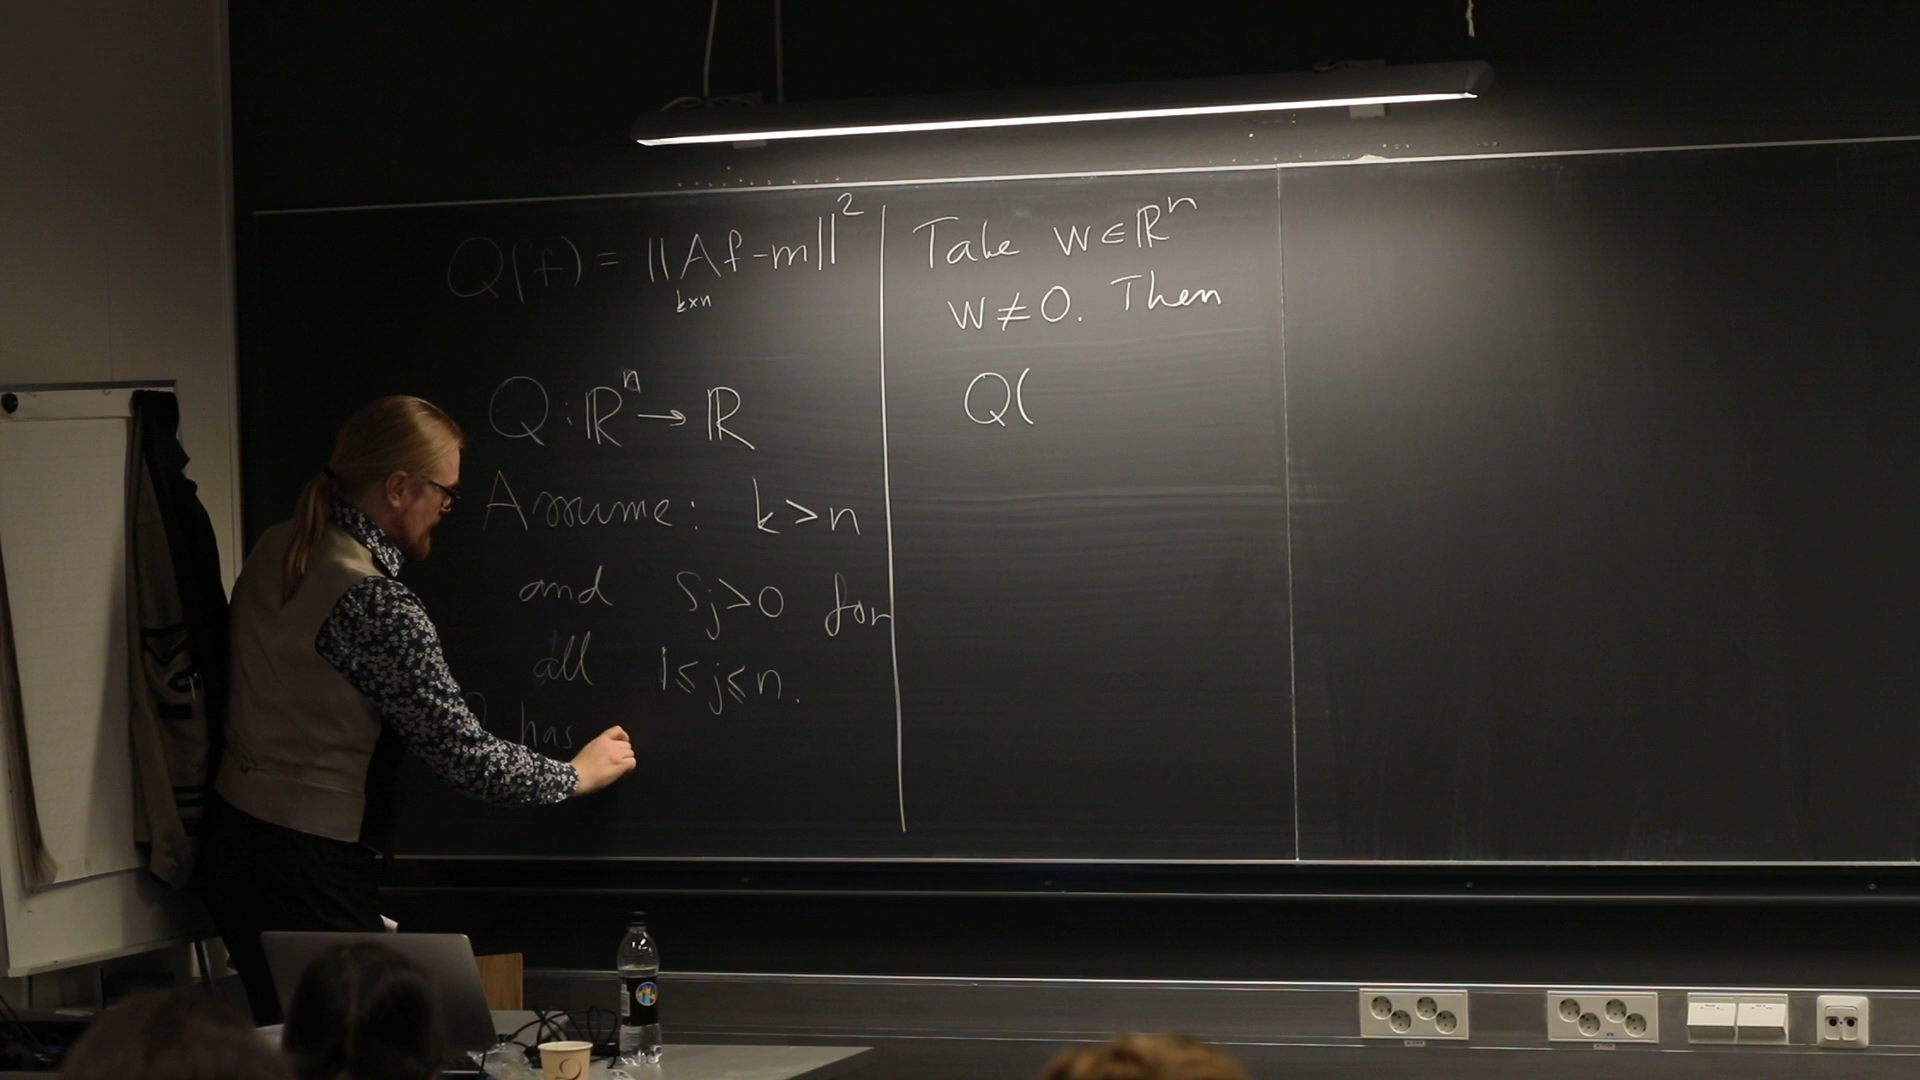 Q(f) = ||Af-m||²
k×n
Q: ℝⁿ → ℝ
Assume: k>n
and sⱼ>0 for
all 1≤j≤n.
has
Take w∈ℝⁿ
w≠0. Then
Q(